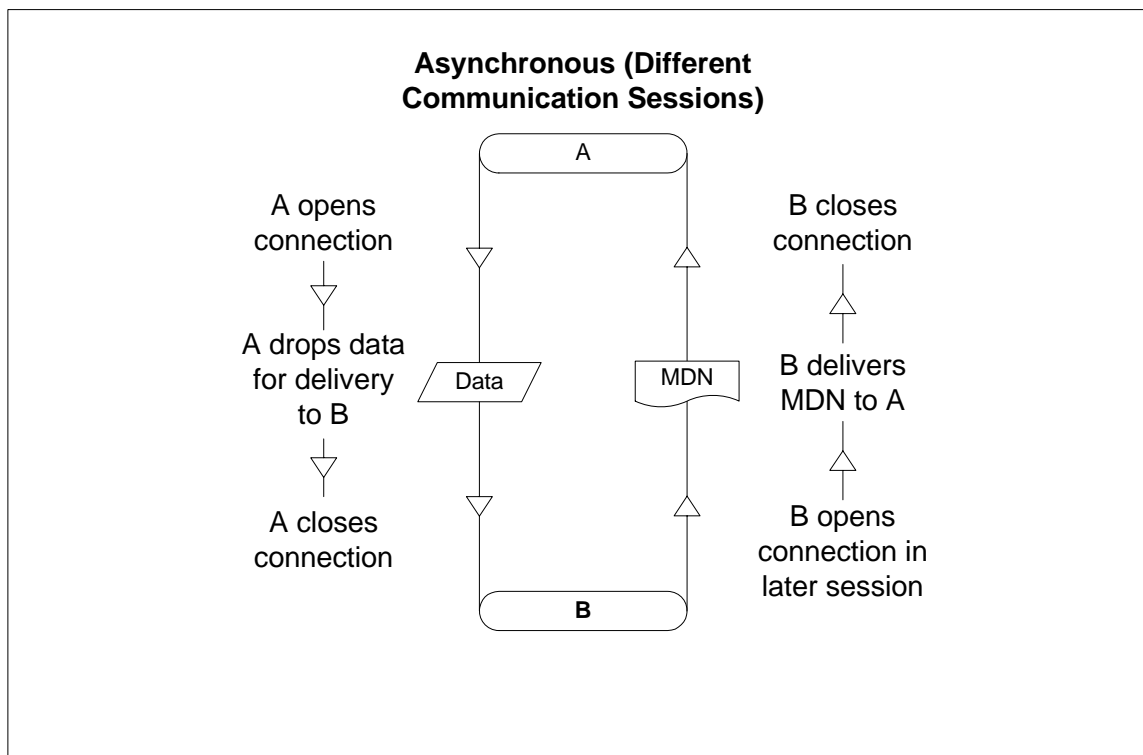 Asynchronous (Different
Communication Sessions)
A
A opens
connection
A drops data
for delivery
to B
A closes
connection
Data
MDN
B closes
connection
B delivers
MDN to A
B opens
connection in
later session
B